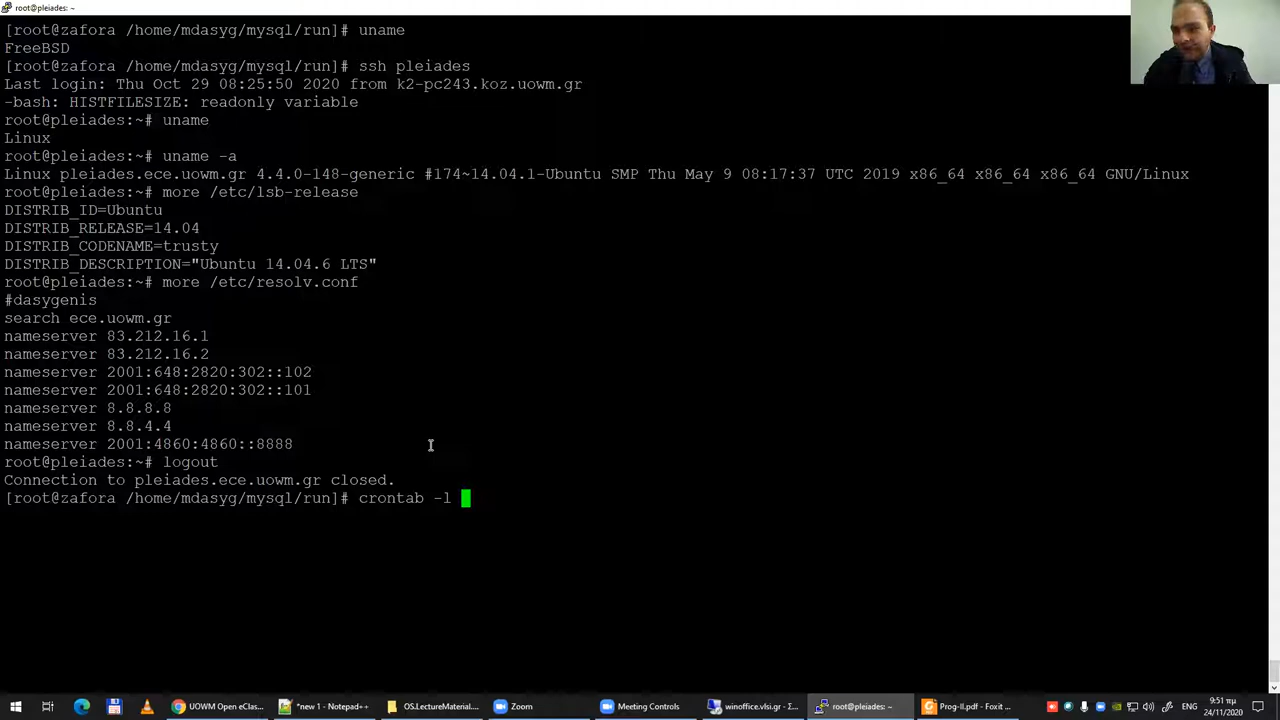 root@pleiades: ~
[root@zafora /home/mdasyg/mysql/run]# uname
FreeBSD
[root@zafora /home/mdasyg/mysql/run]# ssh pleiades
Last login: Thu Oct 29 08:25:50 2020 from k2-pc243.koz.uowm.gr
-bash: HISTFILESIZE: readonly variable
root@pleiades:~# uname
Linux
root@pleiades:~# uname -a
Linux pleiades.ece.uowm.gr 4.4.0-148-generic #174~14.04.1-Ubuntu SMP Thu May 9 08:17:37 UTC 2019 x86_64 x86_64 x86_64 GNU/Linux
root@pleiades:~# more /etc/lsb-release
DISTRIB_ID=Ubuntu
DISTRIB_RELEASE=14.04
DISTRIB_CODENAME=trusty
DISTRIB_DESCRIPTION="Ubuntu 14.04.6 LTS"
root@pleiades:~# more /etc/resolv.conf
#dasygenis
search ece.uowm.gr
nameserver 83.212.16.1
nameserver 83.212.16.2
nameserver 2001:648:2820:302::102
nameserver 2001:648:2820:302::101
nameserver 8.8.8.8
nameserver 8.8.4.4
nameserver 2001:4860:4860::8888
root@pleiades:~# logout
Connection to pleiades.ece.uowm.gr closed.
[root@zafora /home/mdasyg/mysql/run]# crontab -l
UOWM Open eClas...
*new 1 - Notepad++
OS.LectureMaterial...
Zoom
Meeting Controls
winoffice.vlsi.gr - Σ...
root@pleiades: ~
Prog-II.pdf - Foxit ...
ENG
9:51 πμ
24/11/2020